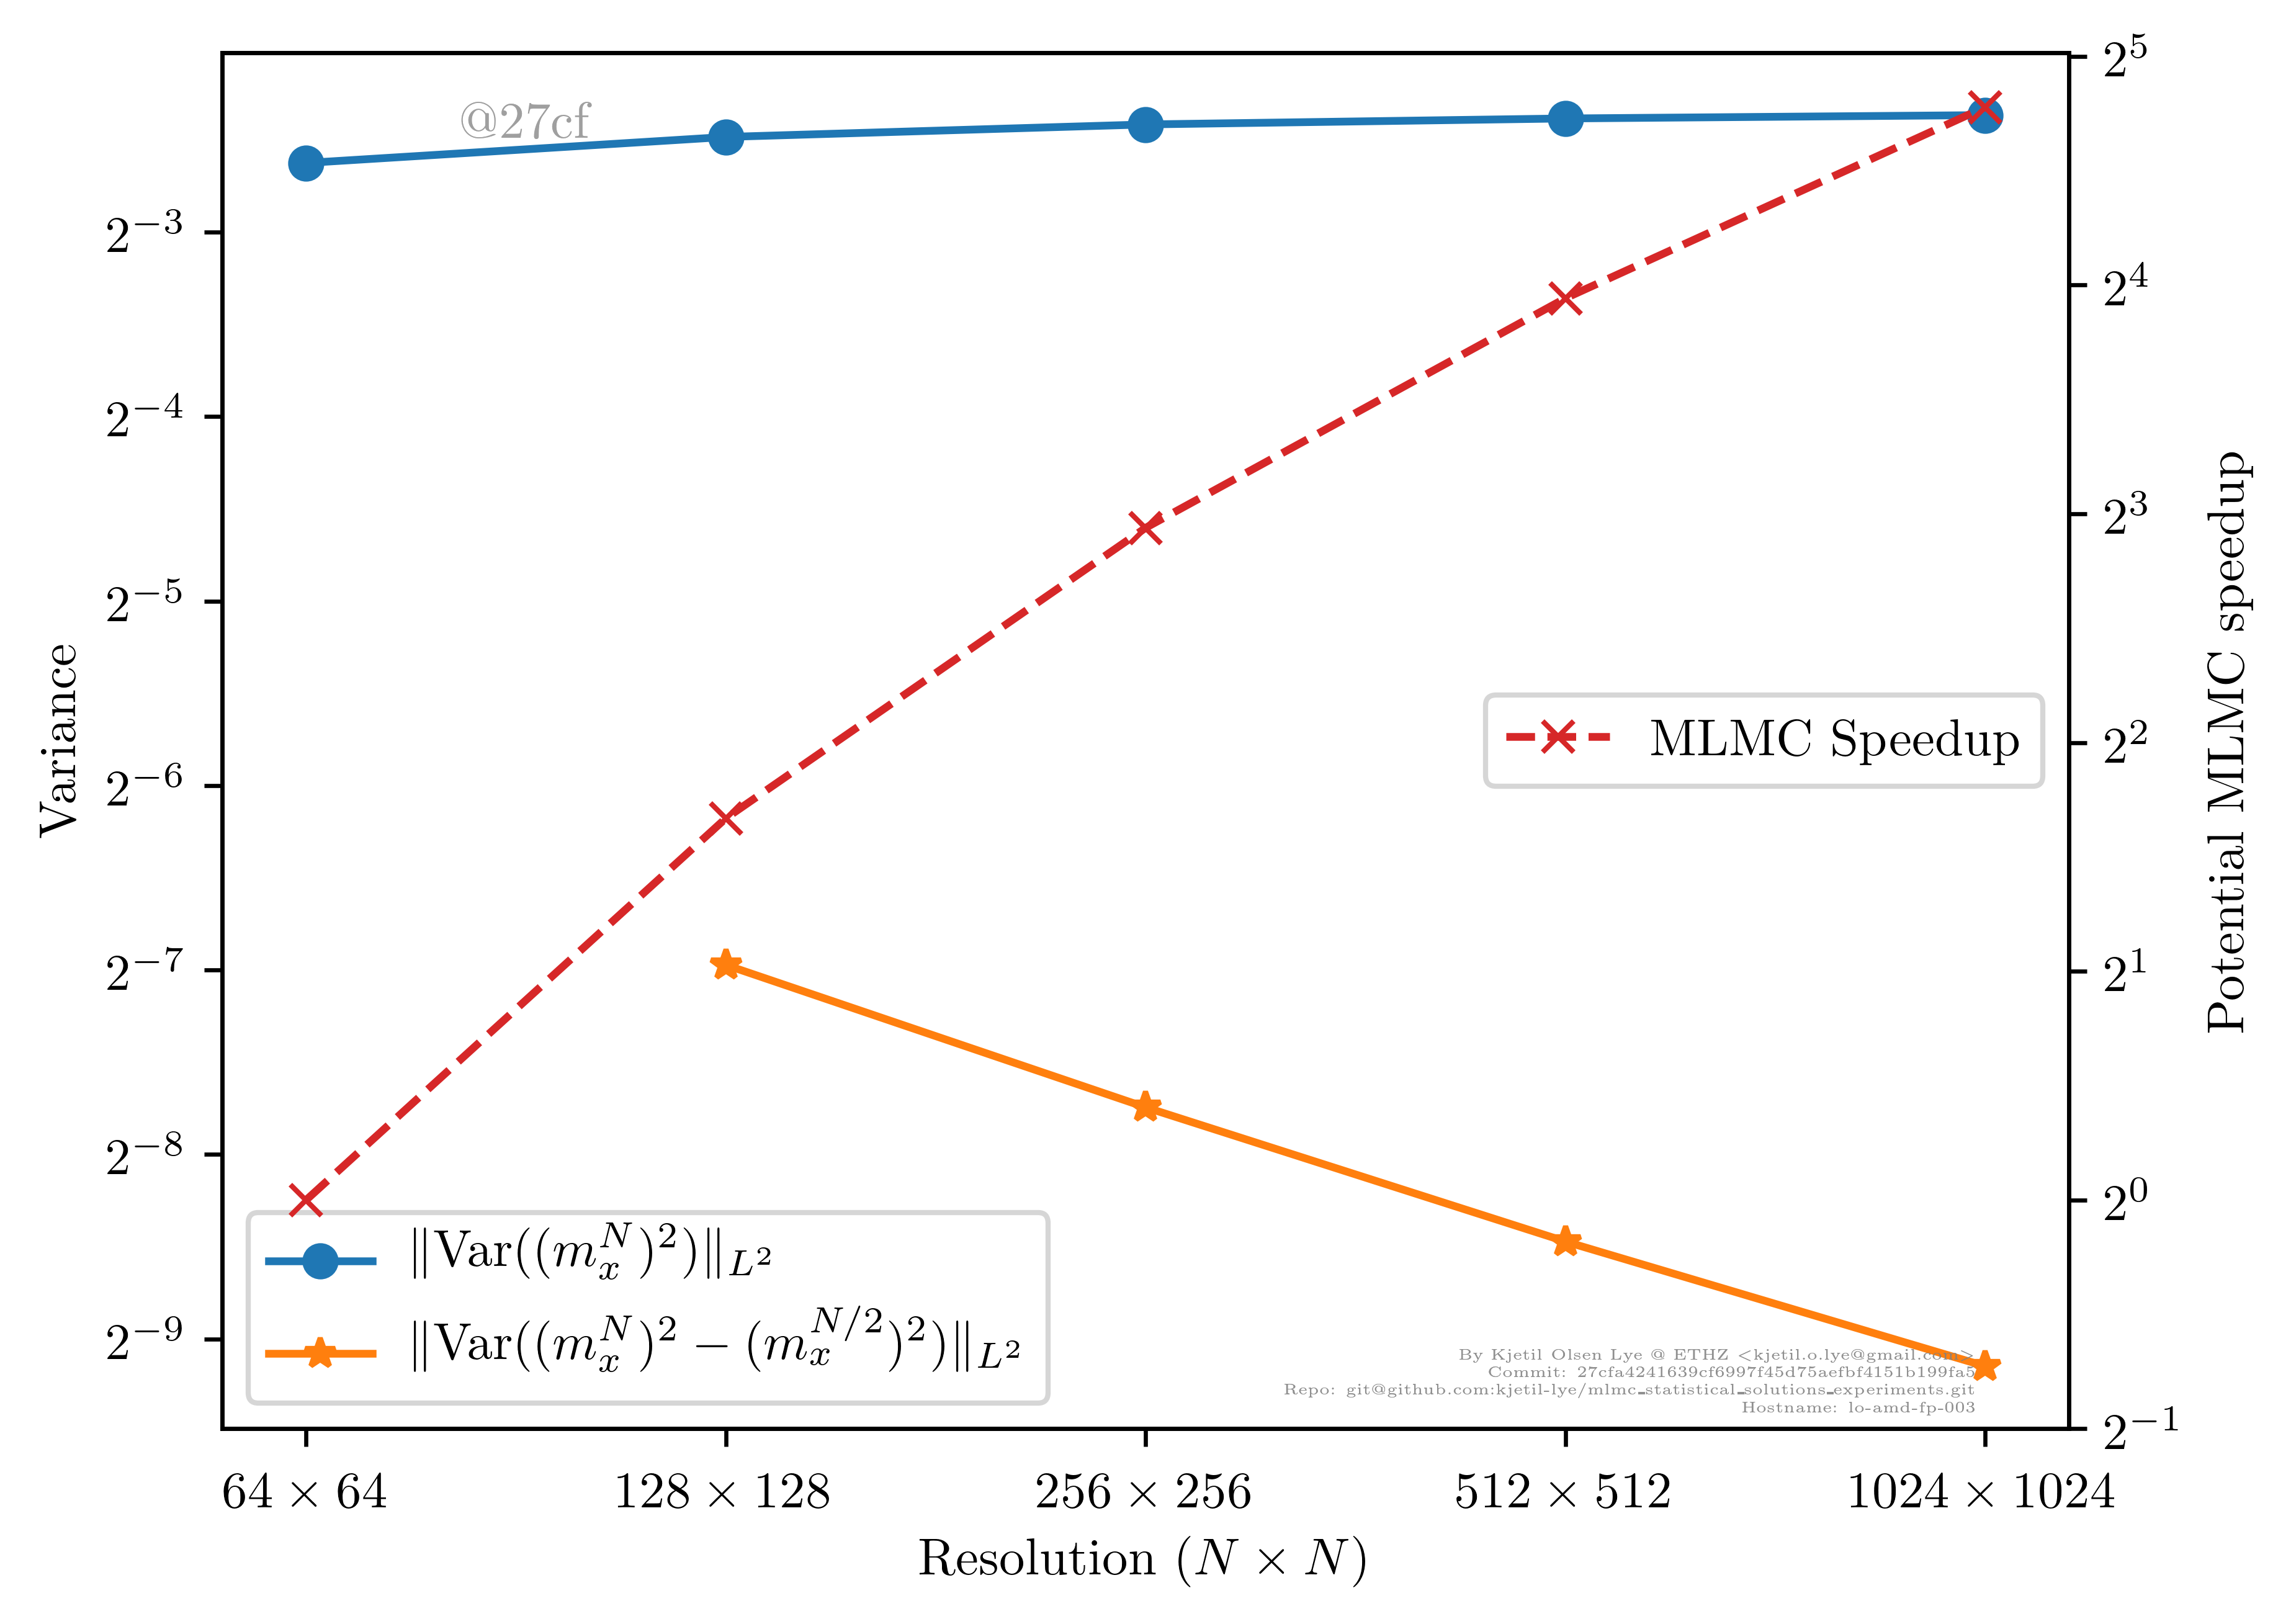 @27cf
2^5
2^{-3}
2^4
2^{-4}
2^3
2^{-5}
2^{-6}
2^2
2^{-7}
2^1
2^{-8}
2^0
2^{-9}
2^{-1}
Variance
Potential MLMC speedup
MLMC Speedup
‖Var((m_x^N)^2)‖_{L^2}
‖Var((m_x^N)^2 − (m_x^{N/2})^2)‖_{L^2}
By Kjetil Olsen Lye @ ETHZ <kjetil.o.lye@gmail.com>
Commit: 27cfa4241639cf6997f45d75aefbf4151b199fa5
Repo: git@github.com:kjetil-lye/mlmc_statistical_solutions_experiments.git
Hostname: lo-amd-fp-003
64 × 64 128 × 128 256 × 256 512 × 512 1024 × 1024
Resolution (N × N)